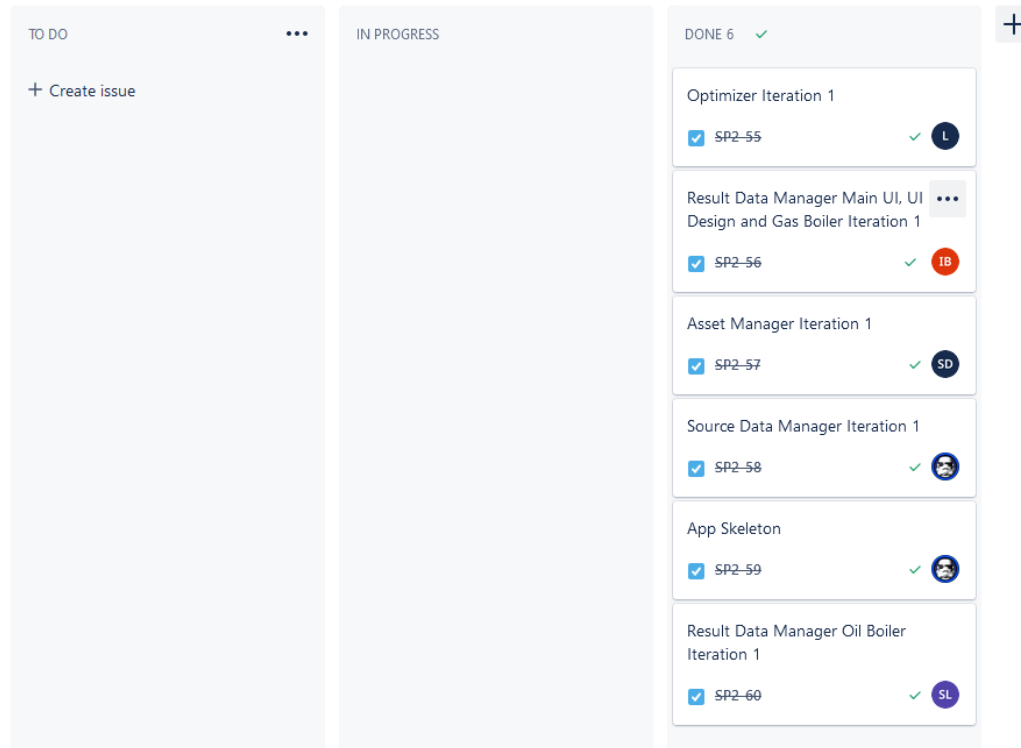 TO DO
+ Create issue
IN PROGRESS
DONE 6
Optimizer Iteration 1
SP2-55
L
Result Data Manager Main UI, UI
Design and Gas Boiler Iteration 1
SP2-56
IB
Asset Manager Iteration 1
SP2-57
SD
Source Data Manager Iteration 1
SP2-58
App Skeleton
SP2-59
Result Data Manager Oil Boiler
Iteration 1
SP2-60
SL